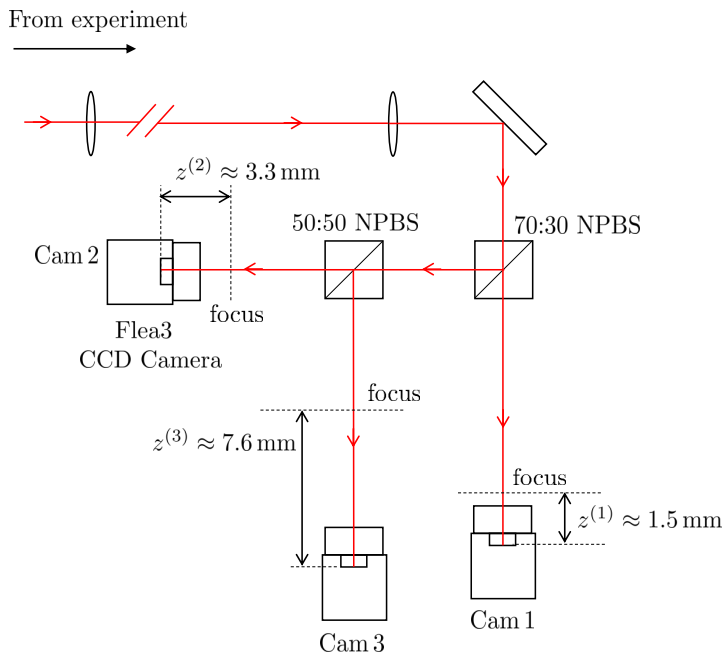 From experiment
z^{(2)} ≈ 3.3 mm
50:50 NPBS
70:30 NPBS
Cam 2
focus
Flea3
CCD Camera
focus
z^{(3)} ≈ 7.6 mm
focus
z^{(1)} ≈ 1.5 mm
Cam 1
Cam 3